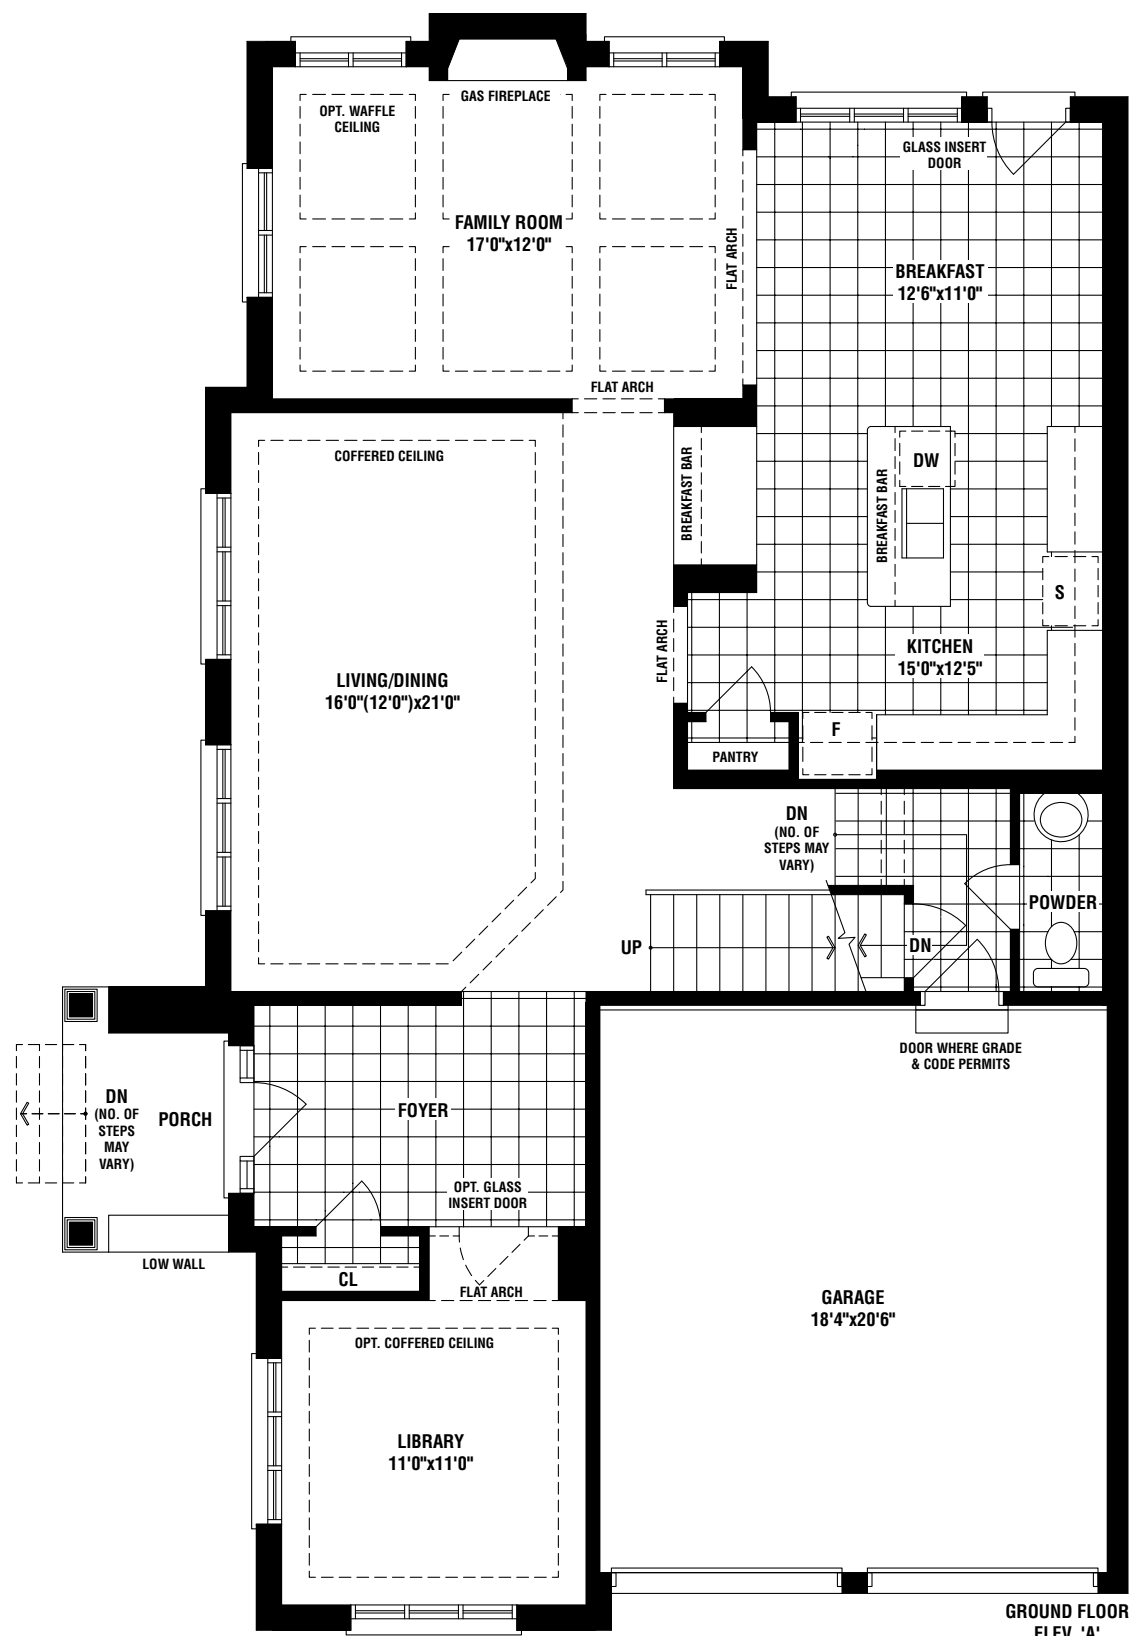 GAS FIREPLACE
OPT. WAFFLE
CEILING
GLASS INSERT
DOOR
FAMILY ROOM
17'0"x12'0"
FLAT ARCH
BREAKFAST
12'6"x11'0"
FLAT ARCH
COFFERED CEILING
BREAKFAST BAR
DW
BREAKFAST BAR
S
KITCHEN
15'0"x12'5"
FLAT ARCH
LIVING/DINING
16'0"(12'0")x21'0"
F
PANTRY
DN
(NO. OF
STEPS MAY
VARY)
POWDER
UP
DN
DOOR WHERE GRADE
& CODE PERMITS
DN
(NO. OF
STEPS
MAY
VARY)
PORCH
FOYER
OPT. GLASS
INSERT DOOR
LOW WALL
CL
FLAT ARCH
GARAGE
18'4"x20'6"
OPT. COFFERED CEILING
LIBRARY
11'0"x11'0"
GROUND FLOOR
ELEV. 'A'